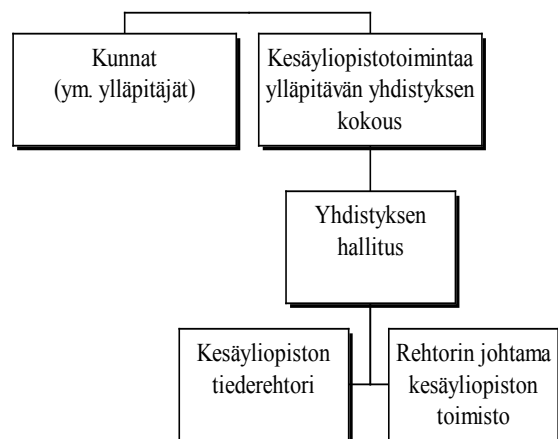 Kunnat
(ym. ylläpitäjät)
Kesäyliopistotoimintaa
ylläpitävän yhdistyksen
kokous
Yhdistyksen
hallitus
Kesäyliopiston
tiederehtori
Rehtorin johtama
kesäyliopiston
toimisto